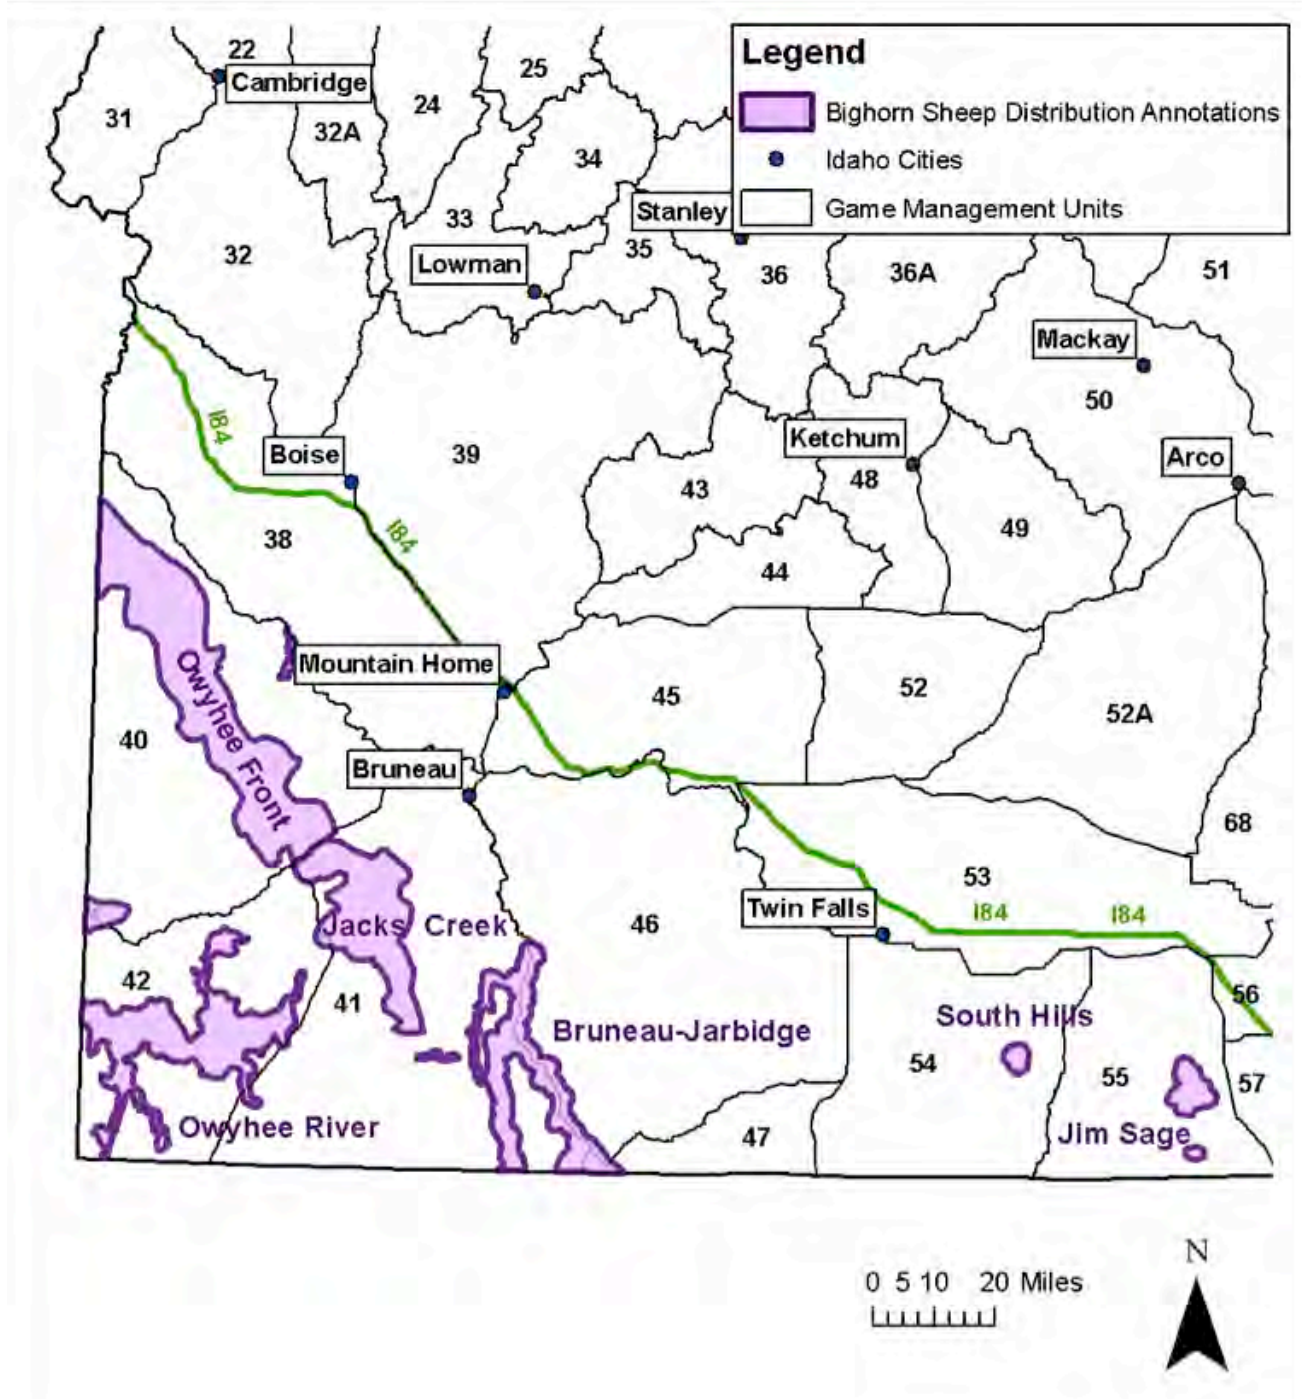 Legend
Bighorn Sheep Distribution Annotations
Idaho Cities
Game Management Units
22
25
Cambridge
24
31
32A
34
Stanley
33
35
32
Lowman
36
36A
51
Mackay
50
I84
Boise
39
Ketchum
Arco
48
43
I84
38
49
44
Mountain Home
Owyhee Front
45
52
52A
40
Bruneau
68
53
Twin Falls
I84
I84
Jacks Creek
46
42
41
56
South Hills
Bruneau-Jarbidge
54
55
57
Owyhee River
47
Jim Sage
N
0 5 10 20 Miles